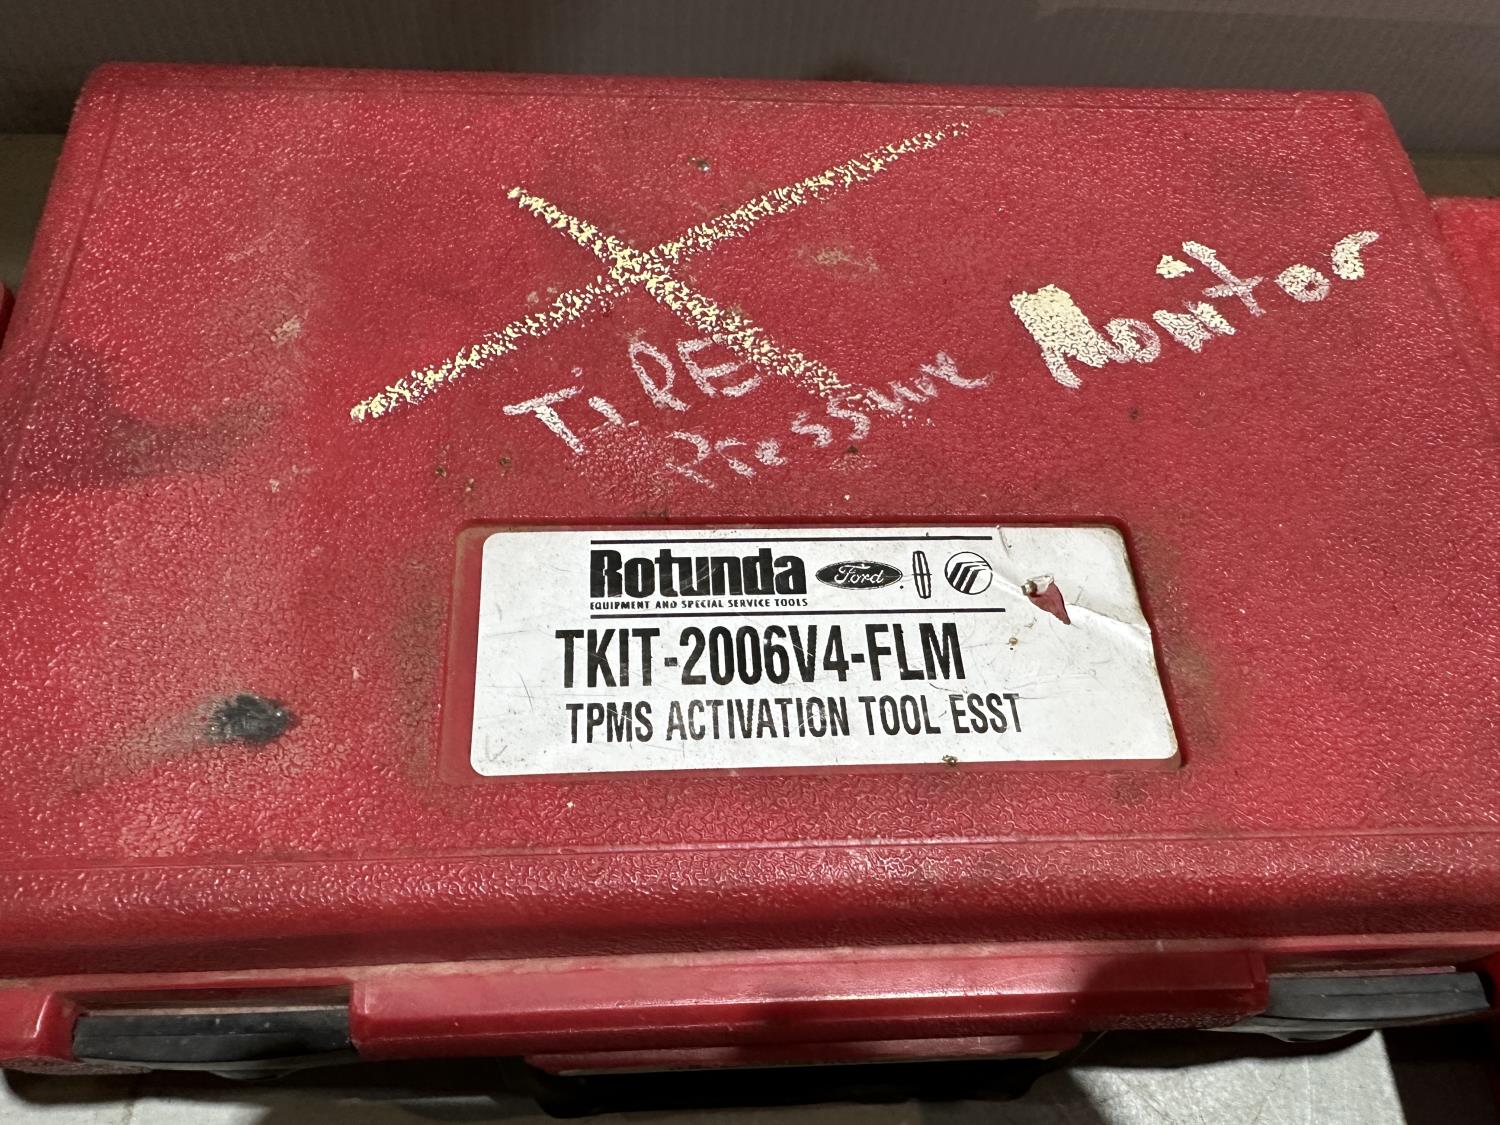 TiRE
Pressure Monitor
Rotunda Ford
EQUIPMENT AND SPECIAL SERVICE TOOLS
TKIT-2006V4-FLM
TPMS ACTIVATION TOOL ESST